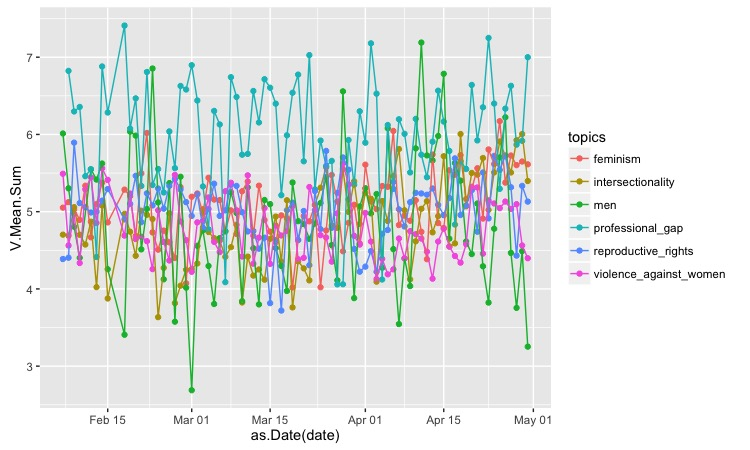 7
6
5
4
3
V.Mean.Sum
Feb 15
Mar 01
Mar 15
Apr 01
Apr 15
May 01
as.Date(date)
topics
feminism
intersectionality
men
professional_gap
reproductive_rights
violence_against_women